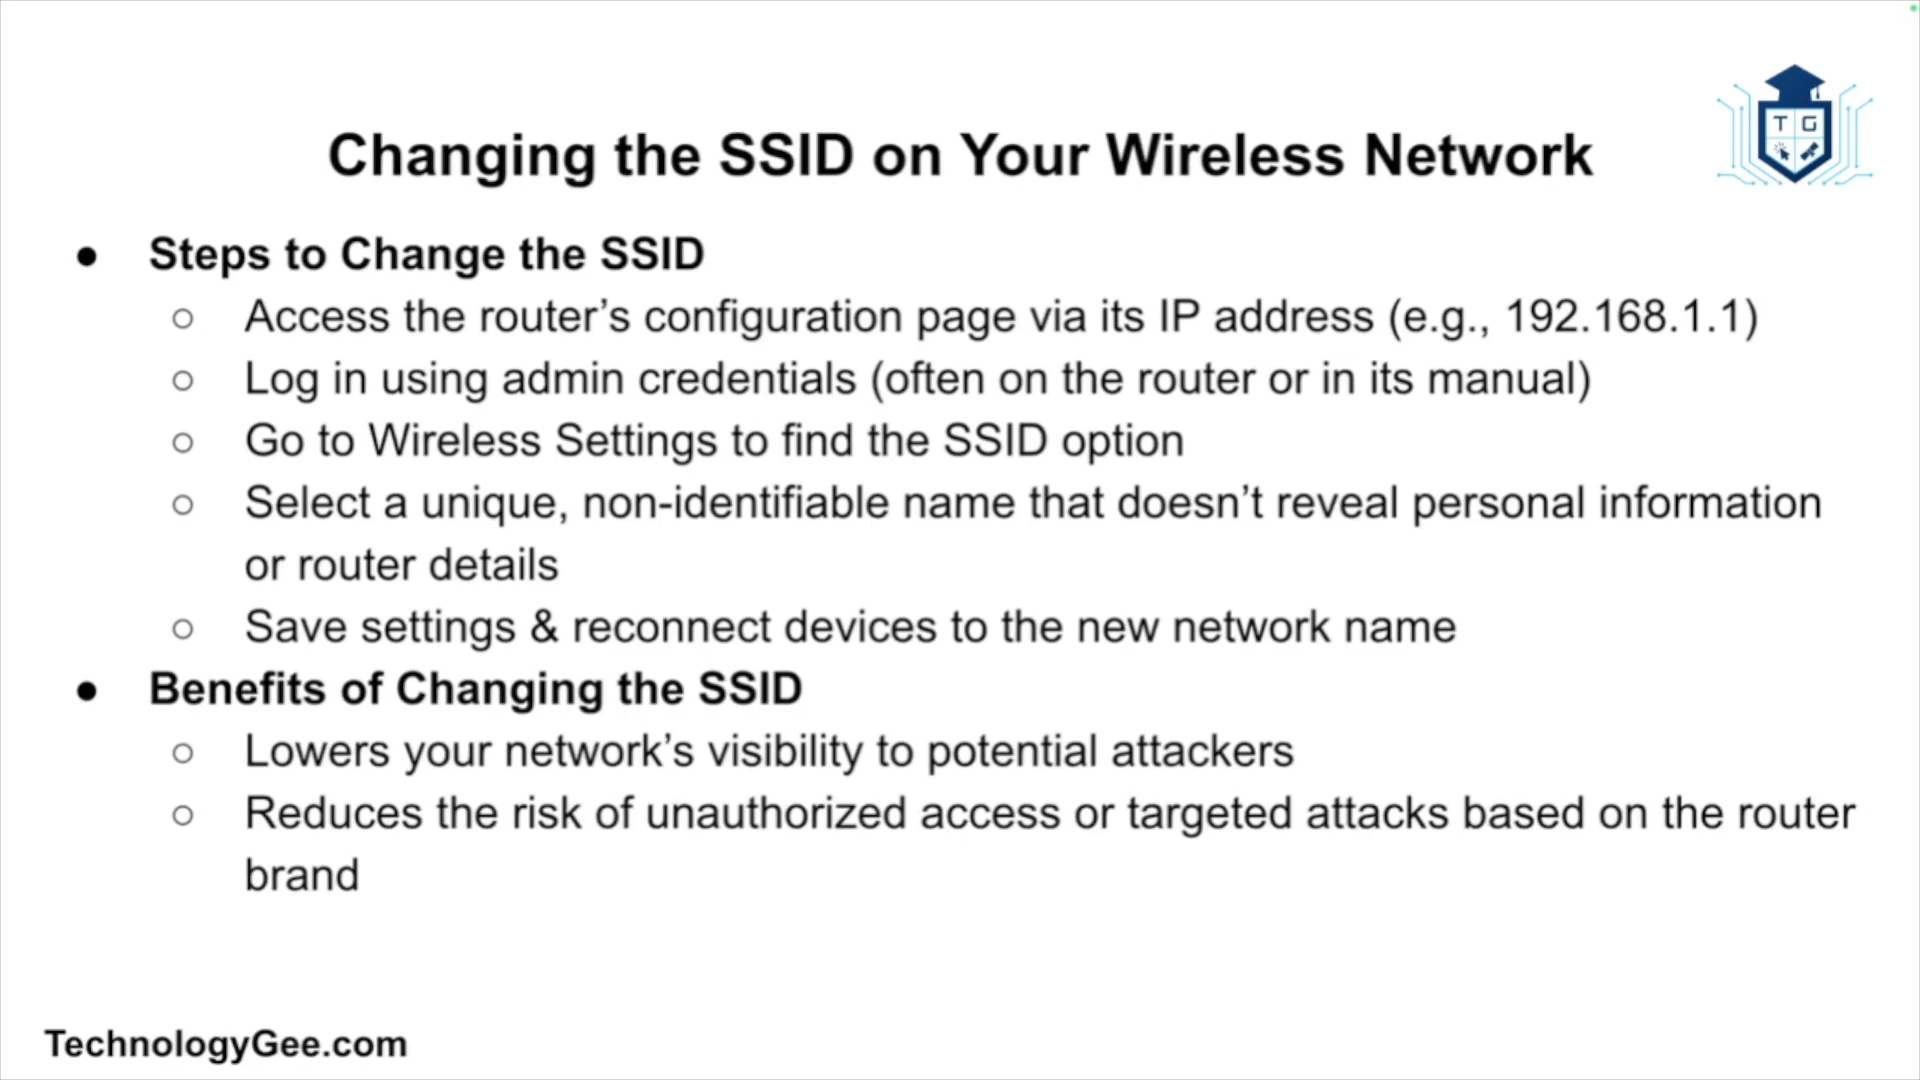 T G
Changing the SSID on Your Wireless Network
● Steps to Change the SSID
○ Access the router’s configuration page via its IP address (e.g., 192.168.1.1)
○ Log in using admin credentials (often on the router or in its manual)
○ Go to Wireless Settings to find the SSID option
○ Select a unique, non-identifiable name that doesn’t reveal personal information
or router details
○ Save settings & reconnect devices to the new network name
● Benefits of Changing the SSID
○ Lowers your network’s visibility to potential attackers
○ Reduces the risk of unauthorized access or targeted attacks based on the router
brand
TechnologyGee.com